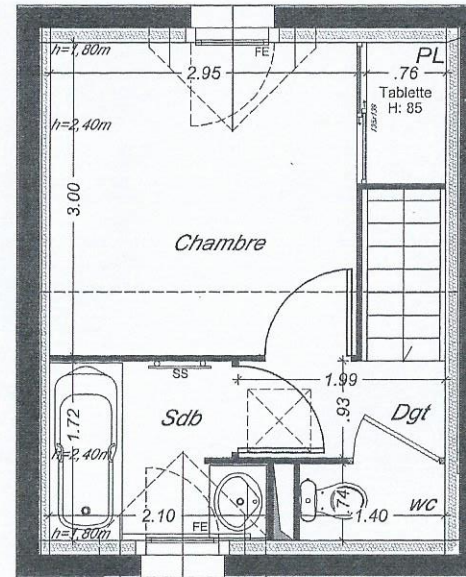 FE
h=1,80m
PL
2.95
.76
Tablette
H: 85
h=2,40m
135x138
3.00
Chambre
SS
1.99
.93
Dgt
Sdb
1.72
h=2,40m
.74
wc
2.10
FE
1.40
h=1,80m